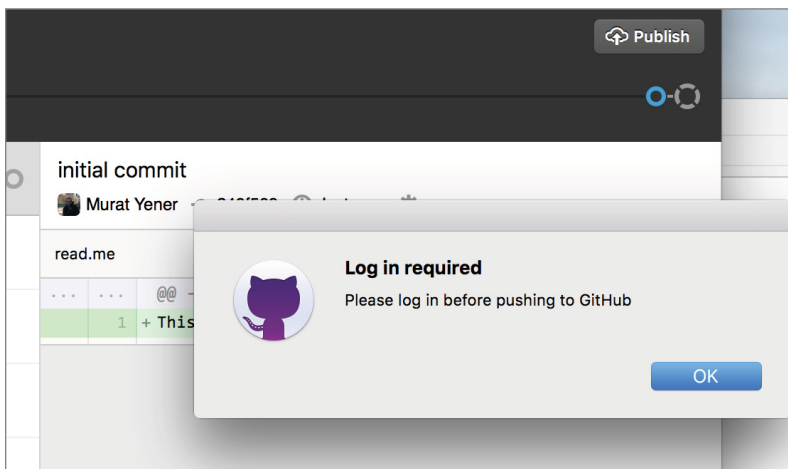 Publish
initial commit
Murat Yener
read.me
Log in required
Please log in before pushing to GitHub
... ... @@ -
1 + This
OK